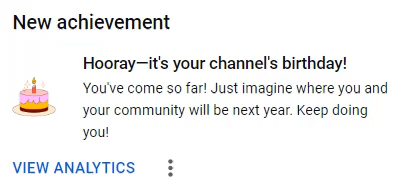 New achievement
Hooray—it's your channel's birthday!
You've come so far! Just imagine where you and
your community will be next year. Keep doing
you!
VIEW ANALYTICS